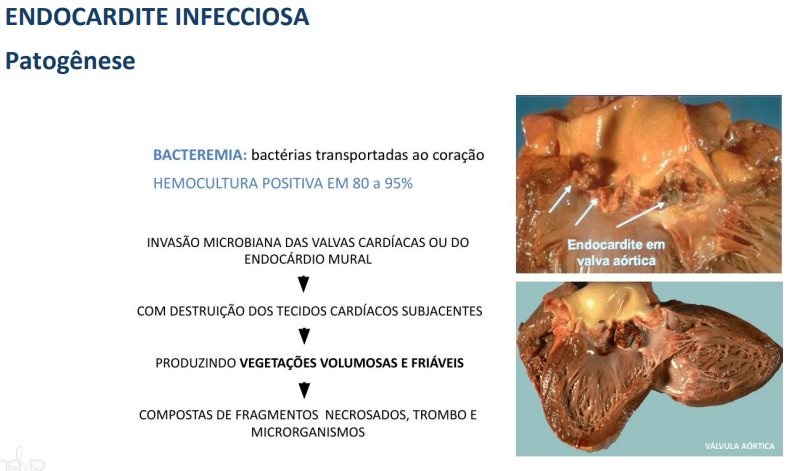 ENDOCARDITE INFECCIOSA
Patogênese
BACTEREMIA: bactérias transportadas ao coração
HEMOCULTURA POSITIVA EM 80 a 95%
INVASÃO MICROBIANA DAS VALVAS CARDÍACAS OU DO
ENDOCÁRDIO MURAL
COM DESTRUIÇÃO DOS TECIDOS CARDÍACOS SUBJACENTES
PRODUZINDO VEGETAÇÕES VOLUMOSAS E FRIÁVEIS
COMPOSTAS DE FRAGMENTOS NECROSADOS, TROMBO E
MICRORGANISMOS
Endocardite em
valva aórtica
VÁLVULA AÓRTICA